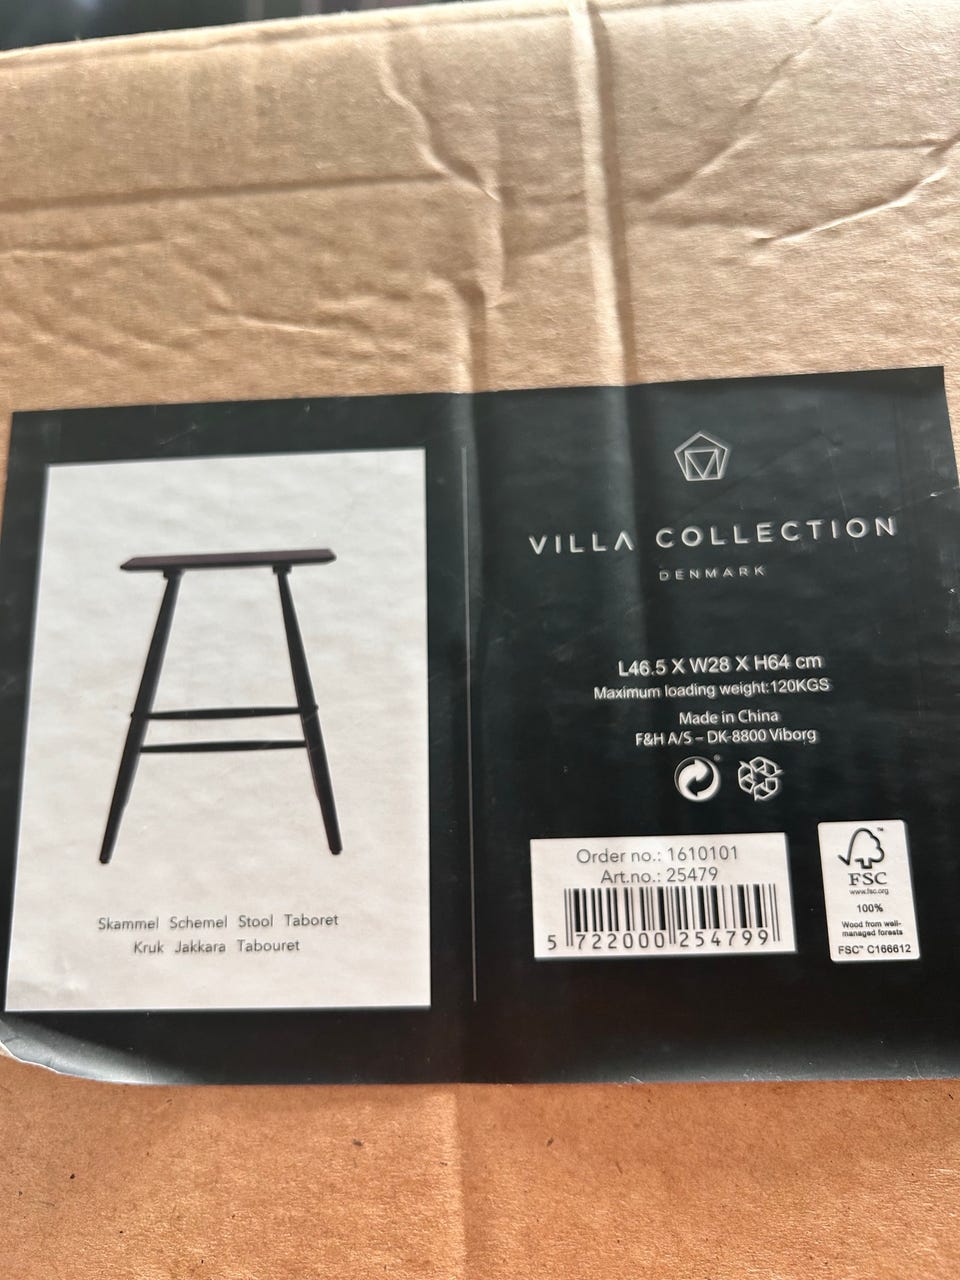 Skammel Schemel Stool Taboret
Kruk Jakkara Tabouret
VILLA COLLECTION
DENMARK
L46.5 X W28 X H64 cm
Maximum loading weight:120KGS
Made in China
F&H A/S – DK-8800 Viborg
Order no.: 1610101
Art.no.: 25479
5 722000 254799
FSC
www.fsc.org
100%
Wood from well-
managed forests
FSC™ C166612